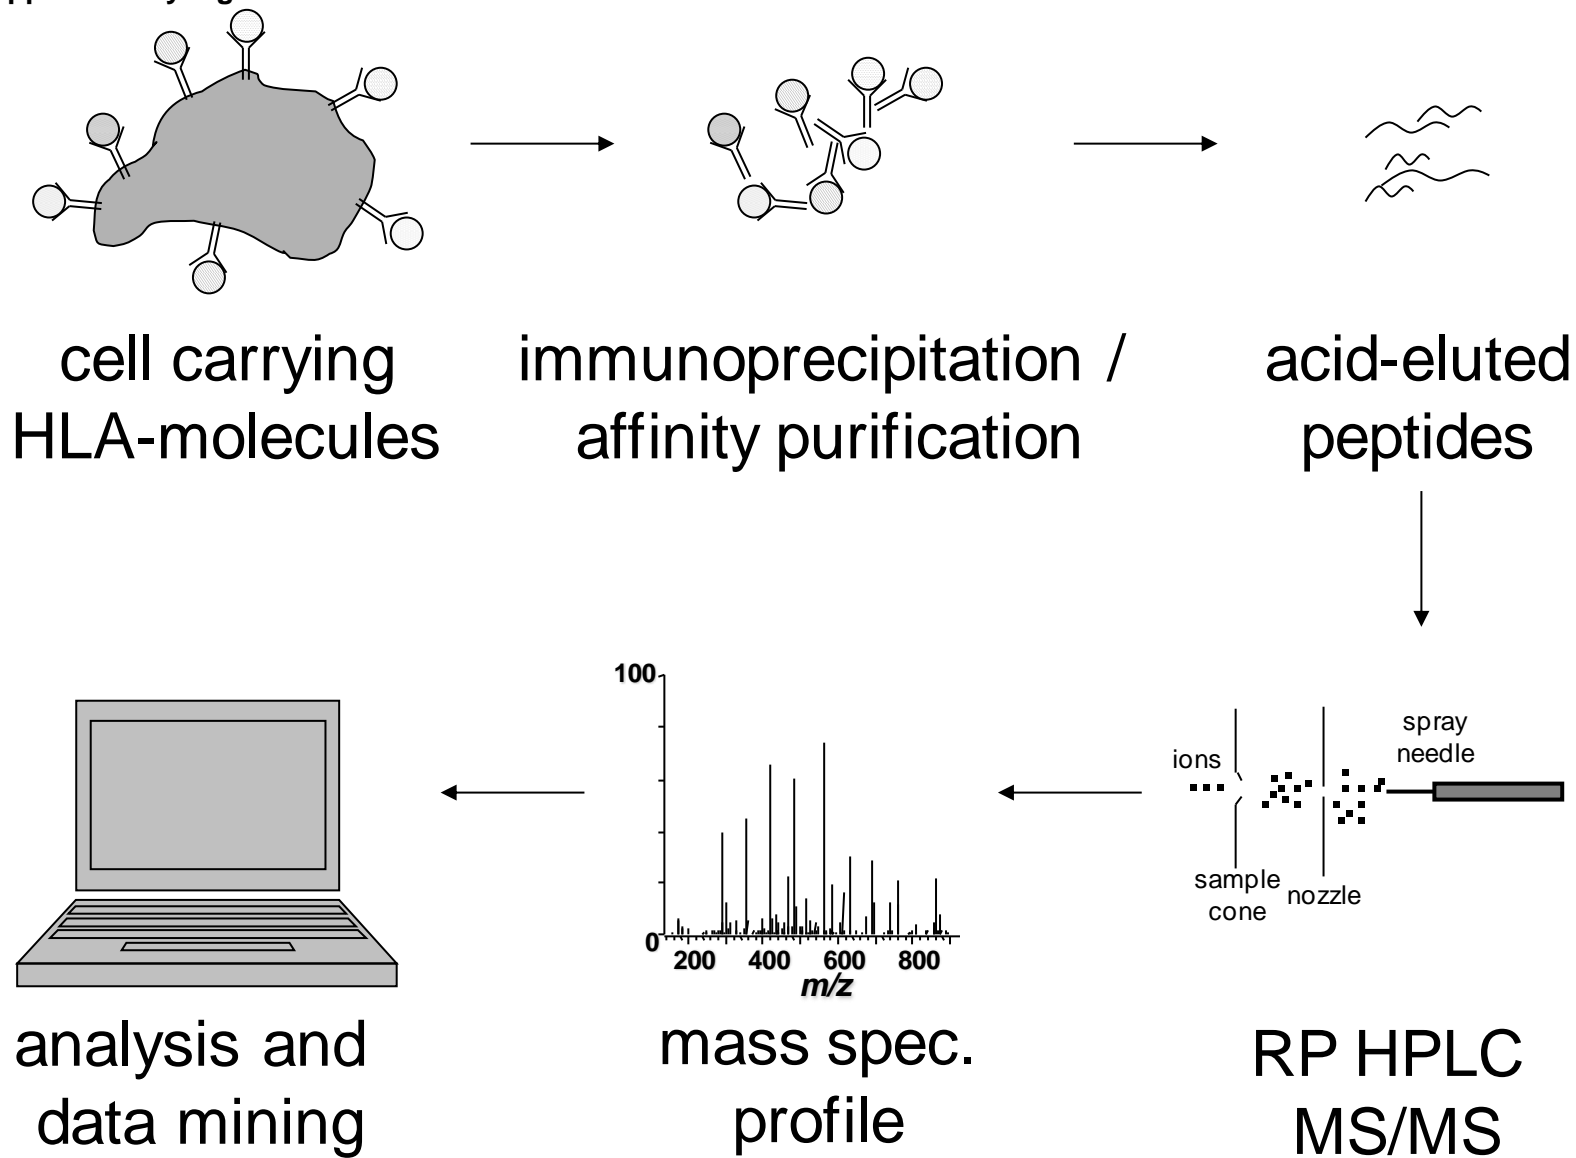 cell carrying
HLA-molecules
immunoprecipitation /
affinity purification
acid-eluted
peptides
100
0
200 400 600 800
m/z
ions
spray
needle
sample
cone
nozzle
analysis and
data mining
mass spec.
profile
RP HPLC
MS/MS